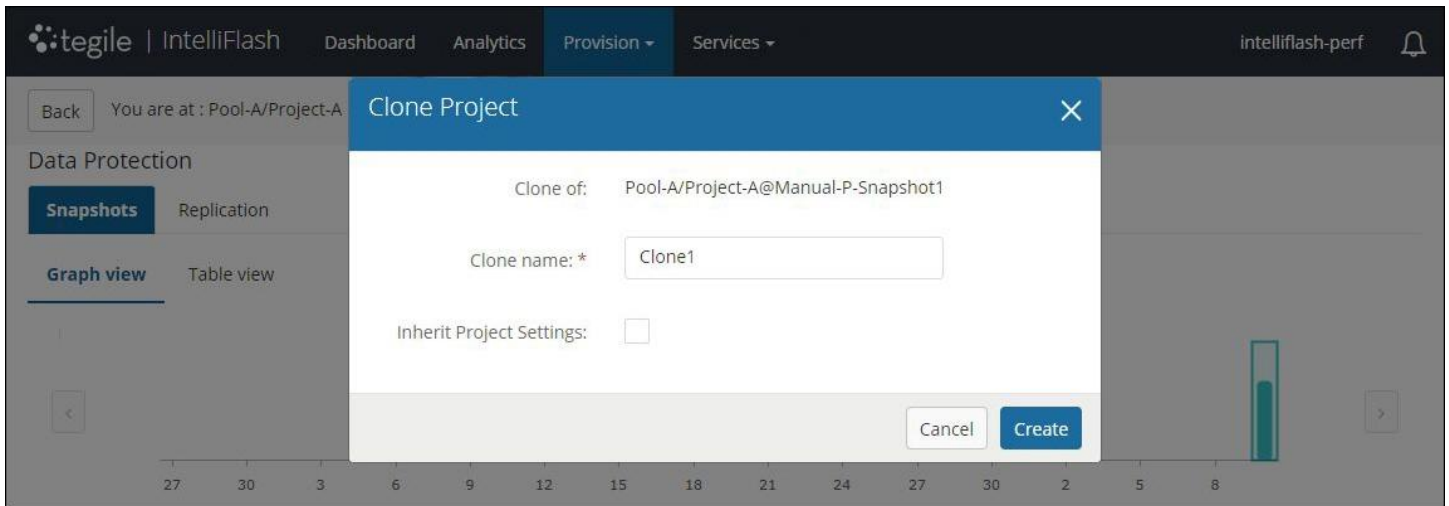 tegile | IntelliFlash Dashboard Analytics Provision Services intelliflash-perf
Back You are at : Pool-A/Project-A
Clone Project
Data Protection
Clone of: Pool-A/Project-A@Manual-P-Snapshot1
Snapshots Replication
Clone name: * Clone1
Graph view Table view
Inherit Project Settings:
Cancel Create
27 30 3 6 9 12 15 18 21 24 27 30 2 5 8